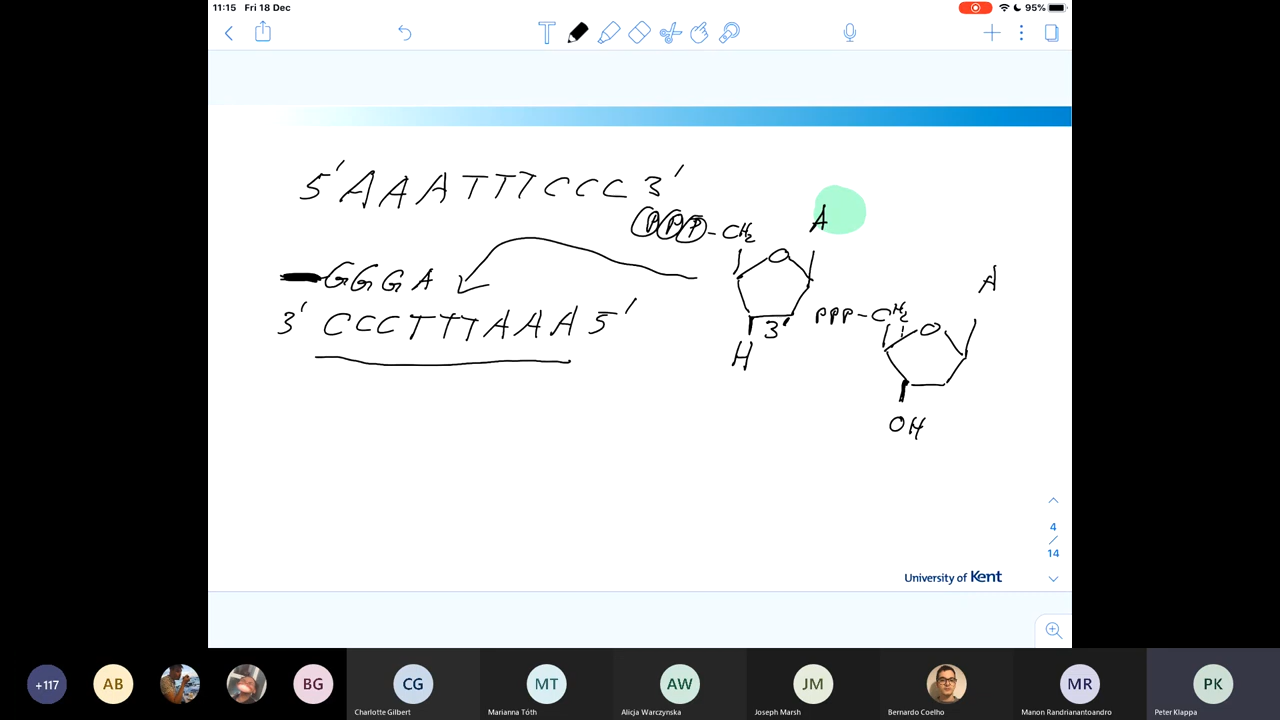 11:15 Fri 18 Dec
95%
T
5' AAATTTCCC 3'
PPP-CH2
A
O
3'
H
GGGA
3' CCCTTTAAA 5'
A
PPP-CH2
O
OH
4
14
University of Kent
+117
AB
BG
CG
MT
AW
JM
MR
PK
Charlotte Gilbert
Marianna Tóth
Alicja Warczynska
Joseph Marsh
Bernardo Coelho
Manon Randrianantoandro
Peter Klappa